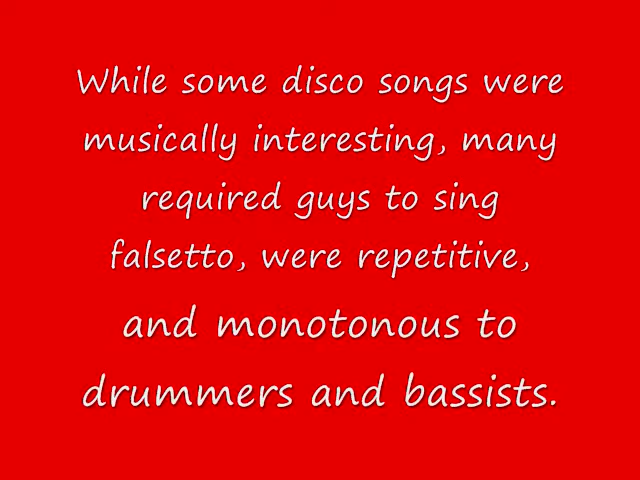 While some disco songs were
musically interesting, many
required guys to sing
falsetto, were repetitive,
and monotonous to
drummers and bassists.